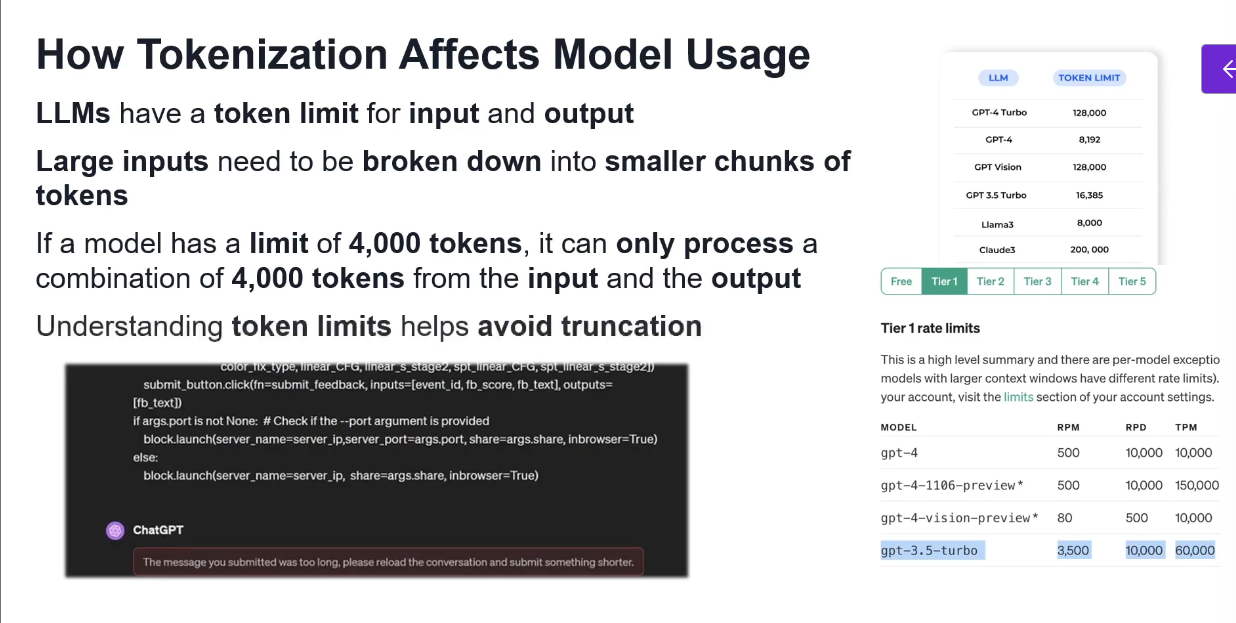 How Tokenization Affects Model Usage
LLMs have a token limit for input and output
Large inputs need to be broken down into smaller chunks of
tokens
If a model has a limit of 4,000 tokens, it can only process a
combination of 4,000 tokens from the input and the output
Understanding token limits helps avoid truncation
color_fix_type, linear_CFG, linear_s_stage2, spt_linear_CFG, spt_linear_s_stage2])
submit_button.click(fn=submit_feedback, inputs=[event_id, fb_score, fb_text], outputs=
[fb_text])
if args.port is not None: # Check if the --port argument is provided
block.launch(server_name=server_ip,server_port=args.port, share=args.share, inbrowser=True)
else:
block.launch(server_name=server_ip, share=args.share, inbrowser=True)
ChatGPT
The message you submitted was too long, please reload the conversation and submit something shorter.
LLM TOKEN LIMIT
GPT-4 Turbo 128,000
GPT-4 8,192
GPT Vision 128,000
GPT 3.5 Turbo 16,385
Llama3 8,000
Claude3 200, 000
Free Tier 1 Tier 2 Tier 3 Tier 4 Tier 5
Tier 1 rate limits
This is a high level summary and there are per-model exceptio
models with larger context windows have different rate limits).
your account, visit the limits section of your account settings.
MODEL RPM RPD TPM
gpt-4 500 10,000 10,000
gpt-4-1106-preview* 500 10,000 150,000
gpt-4-vision-preview* 80 500 10,000
gpt-3.5-turbo 3,500 10,000 60,000